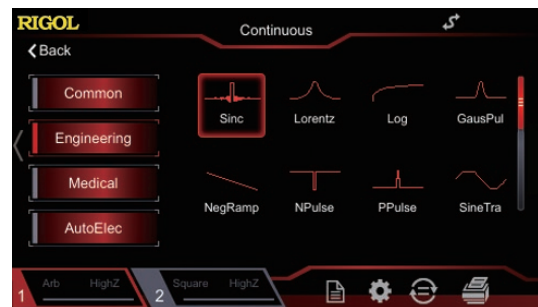 RIGOL
Continuous
Back
Common
Engineering
Medical
AutoElec
Sinc
Lorentz
Log
GausPul
NegRamp
NPulse
PPulse
SineTra
1
Arb
HighZ
2
Square
HighZ